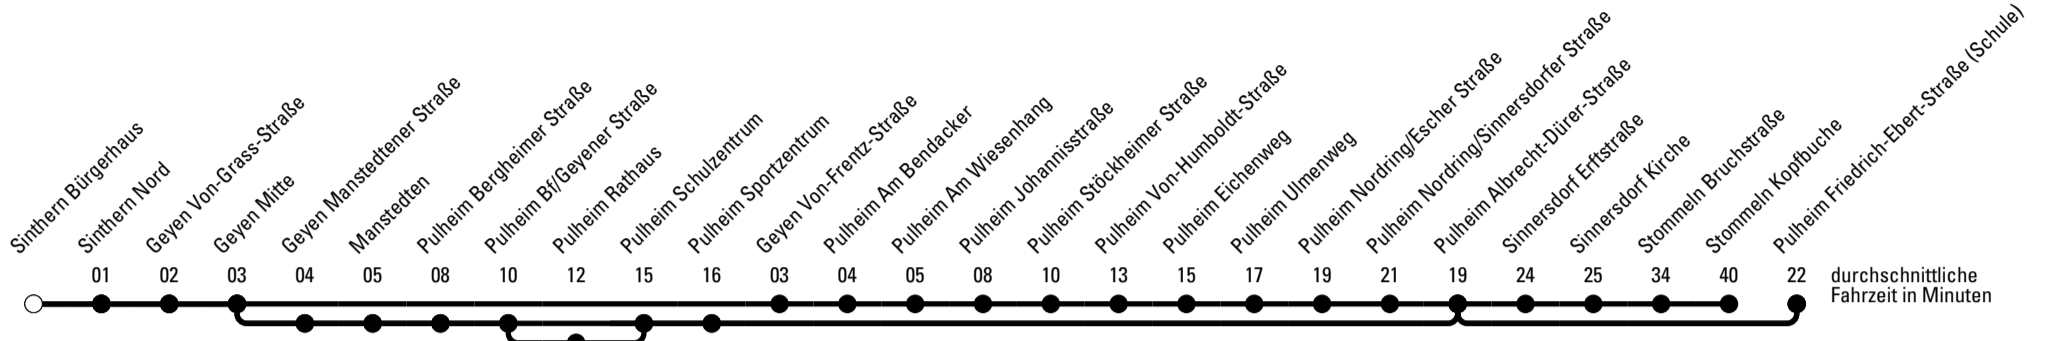 Sinthern Bürgerhaus
Sinthern Nord
Geyen Von-Grass-Straße
Geyen Mitte
Geyen Manstedtener Straße
Manstedten
Pulheim Bergheimer Straße
Pulheim Bf/Geyener Straße
Pulheim Rathaus
Pulheim Schulzentrum
Pulheim Sportzentrum
Geyen Von-Frentz-Straße
Pulheim Am Bendacker
Pulheim Am Wiesenhang
Pulheim Johannisstraße
Pulheim Stöckheimer Straße
Pulheim Von-Humboldt-Straße
Pulheim Eichenweg
Pulheim Ulmenweg
Pulheim Nordring/Escher Straße
Pulheim Nordring/Sinnersdorfer Straße
Pulheim Albrecht-Dürer-Straße
Sinnersdorf Erftstraße
Sinnersdorf Kirche
Stommeln Bruchstraße
Stommeln Kopfbuche
Pulheim Friedrich-Ebert-Straße (Schule)
01 02 03 04 05 08 10 12 15 16 03 04 05 08 10 13 15 17 19 21 19 24 25 34 40 22 durchschnittliche
Fahrzeit in Minuten